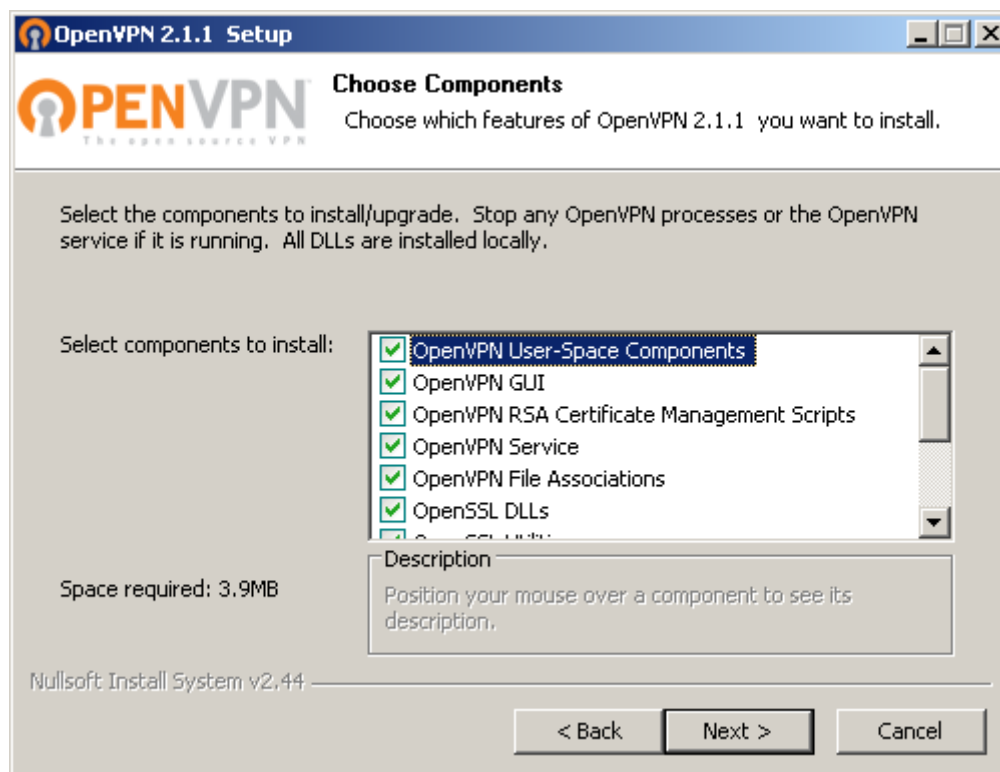 OpenVPN 2.1.1 Setup
OPENVPN
The open source VPN
Choose Components
Choose which features of OpenVPN 2.1.1 you want to install.
Select the components to install/upgrade. Stop any OpenVPN processes or the OpenVPN
service if it is running. All DLLs are installed locally.
Select components to install:
OpenVPN User-Space Components
OpenVPN GUI
OpenVPN RSA Certificate Management Scripts
OpenVPN Service
OpenVPN File Associations
OpenSSL DLLs
Space required: 3.9MB
Description
Position your mouse over a component to see its
description.
Nullsoft Install System v2.44
< Back
Next >
Cancel